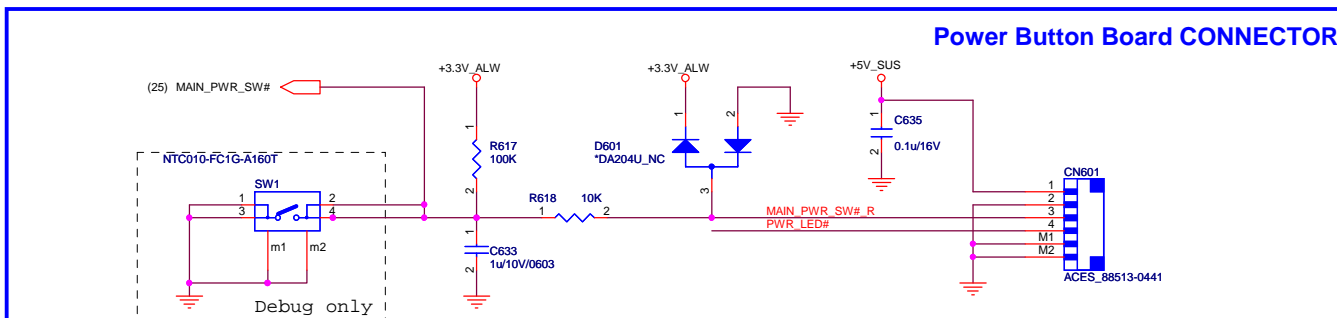 Power Button Board CONNECTOR
+3.3V_ALW
+3.3V_ALW
+5V_SUS
(25) MAIN_PWR_SW#
1
1
2
1
C635
0.1u/16V
2
R617
100K
2
D601
*DA204U_NC
3
NTC010-FC1G-A160T
SW1
1
3
2
4
m1
m2
R618
10K
1
2
1
C633
1u/10V/0603
2
MAIN_PWR_SW#_R
PWR_LED#
CN601
1
2
3
4
M1
M2
ACES_88513-0441
Debug only